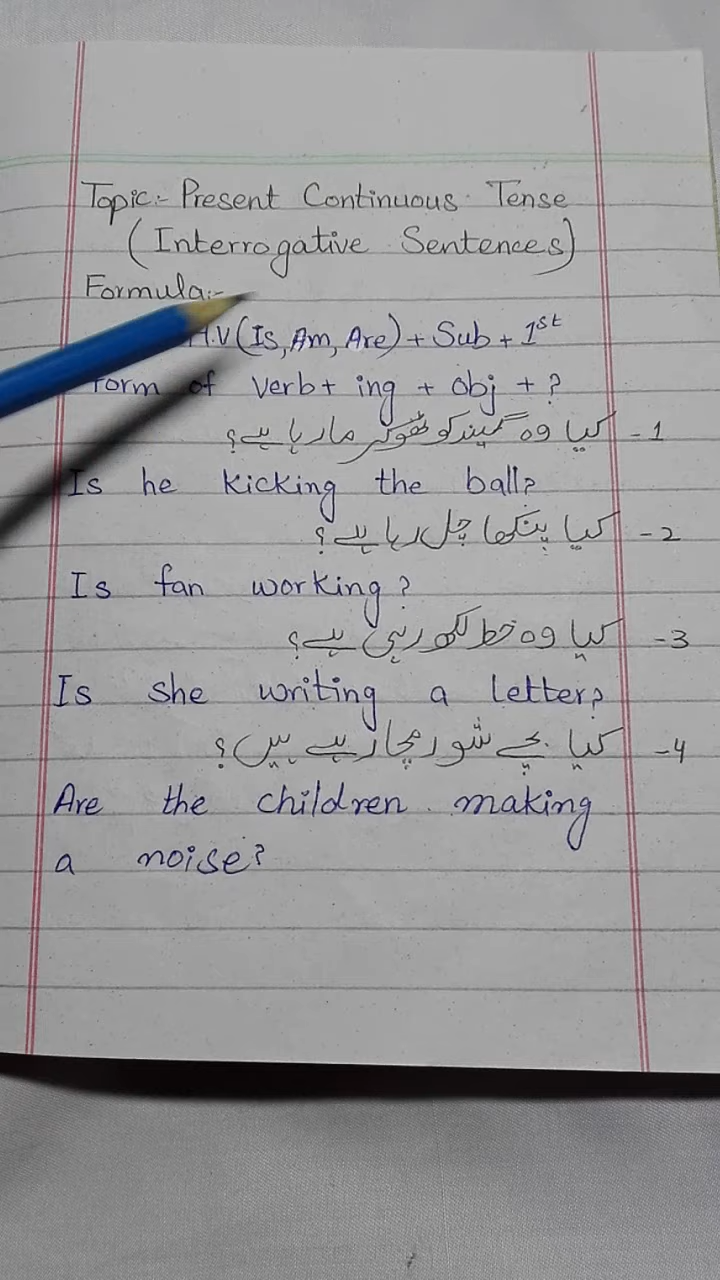 Topic:- Present Continuous Tense
(Interrogative Sentences)
Formula:-
H.V (Is, Am, Are) + Sub + 1st
form of verb + ing + obj + ?
1- کیا وہ گیند کو ٹھوکر مار رہا ہے؟
Is he kicking the ball?
2- کیا پنکھا چل رہا ہے؟
Is fan working?
3- کیا وہ خط لکھ رہی ہے؟
Is she writing a letter?
4- کیا بچے شور مچا رہے ہیں؟
Are the children making
a noise?